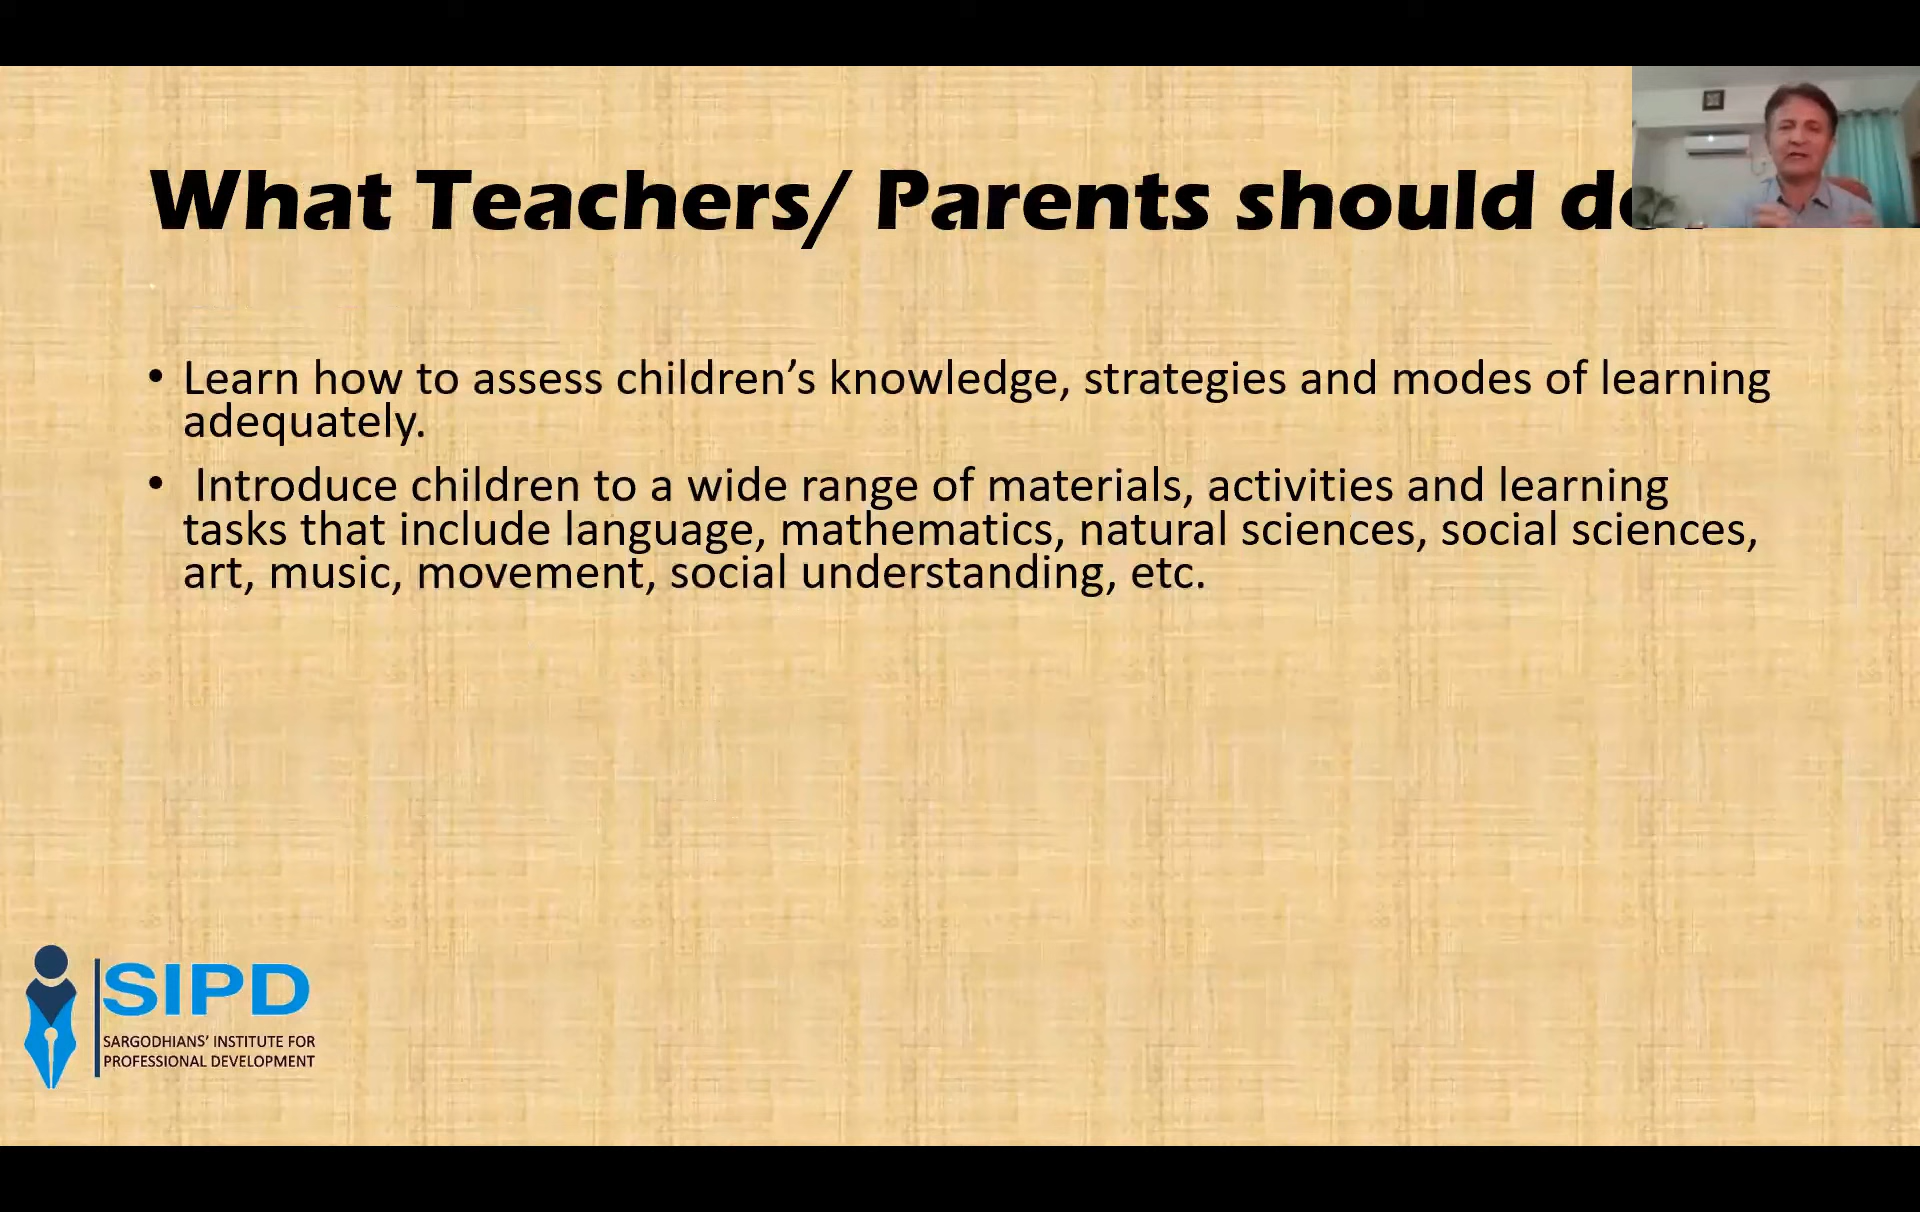 What Teachers/ Parents should
• Learn how to assess children’s knowledge, strategies and modes of learning
adequately.
• Introduce children to a wide range of materials, activities and learning
tasks that include language, mathematics, natural sciences, social sciences,
art, music, movement, social understanding, etc.
SIPD
SARGODHIANS’ INSTITUTE FOR
PROFESSIONAL DEVELOPMENT